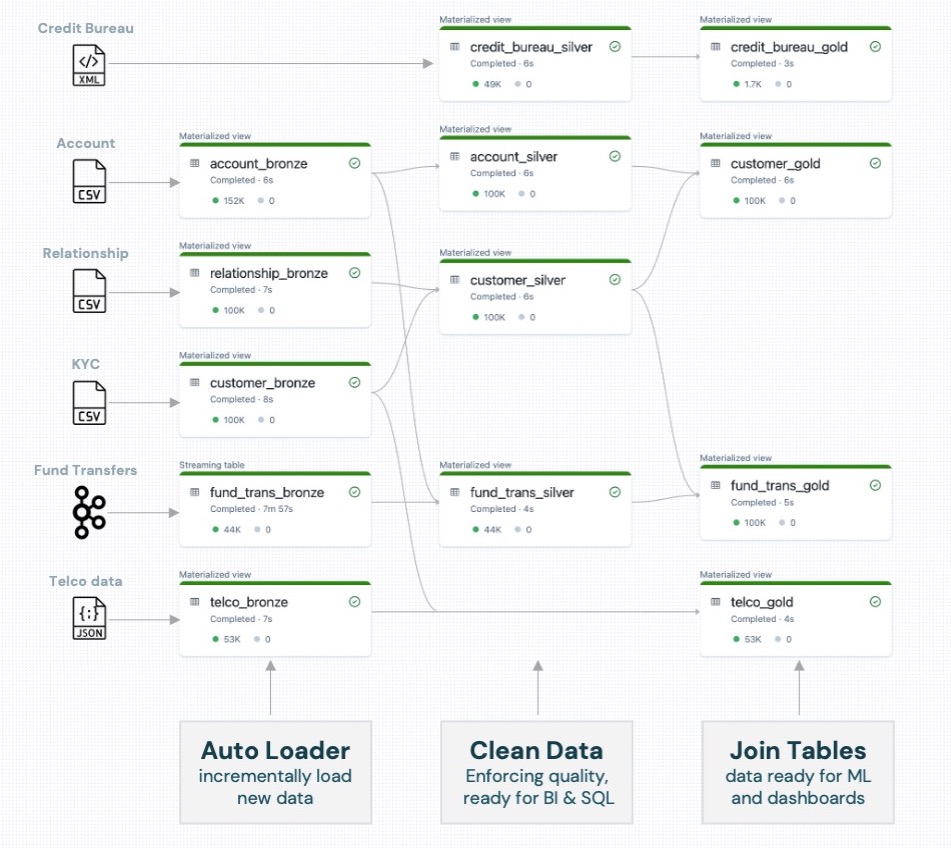 Credit Bureau
XML
Materialized view
credit_bureau_silver
Completed · 6s
49K 0
Materialized view
credit_bureau_gold
Completed · 3s
1.7K 0
Account
CSV
Materialized view
account_bronze
Completed · 6s
152K 0
Materialized view
account_silver
Completed · 6s
100K 0
Materialized view
customer_gold
Completed · 6s
100K 0
Relationship
CSV
Materialized view
relationship_bronze
Completed · 7s
100K 0
Materialized view
customer_silver
Completed · 6s
100K 0
KYC
CSV
Materialized view
customer_bronze
Completed · 8s
100K 0
Fund Transfers
Streaming table
fund_trans_bronze
Completed · 7m 57s
44K 0
Materialized view
fund_trans_silver
Completed · 4s
44K 0
Materialized view
fund_trans_gold
Completed · 5s
100K 0
Telco data
{;}
JSON
Materialized view
telco_bronze
Completed · 7s
53K 0
Materialized view
telco_gold
Completed · 4s
53K 0
Auto Loader
incrementally load
new data
Clean Data
Enforcing quality,
ready for BI & SQL
Join Tables
data ready for ML
and dashboards